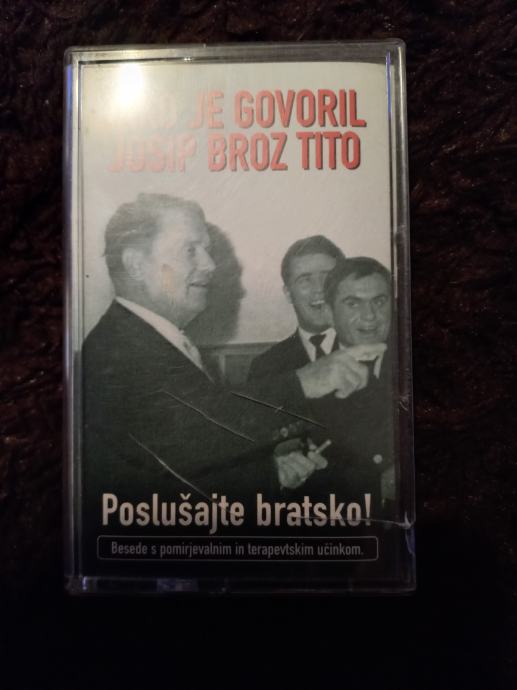 JE GOVORIL
JOSIP BROZ TITO
Poslušajte bratsko!
Besede s pomirjevalnim in terapevtskim učinkom.